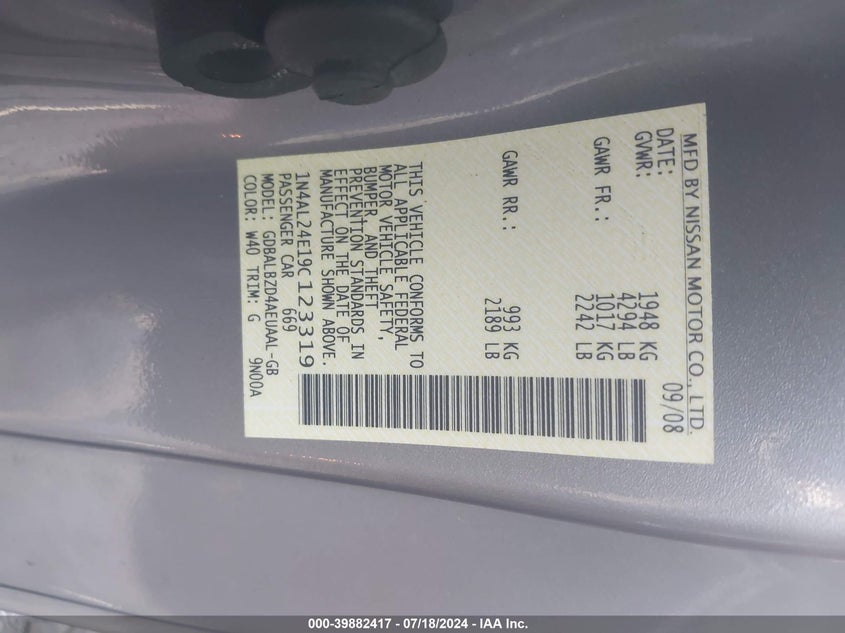 MFD BY NISSAN MOTOR CO., LTD.
DATE: 09/08
GVWR: 1948 KG
4294 LB
GAWR FR.: 1017 KG
2242 LB
GAWR RR.: 993 KG
2189 LB
THIS VEHICLE CONFORMS TO
ALL APPLICABLE FEDERAL
MOTOR VEHICLE SAFETY,
BUMPER, AND THEFT
PREVENTION STANDARDS IN
EFFECT ON THE DATE OF
MANUFACTURE SHOWN ABOVE.
1N4AL24E19C123319
PASSENGER CAR 669
MODEL: GDBALBZD4AEUAAL-GB
COLOR: W40 TRIM: G 9N00A
000-39882417 - 07/18/2024 - IAA Inc.